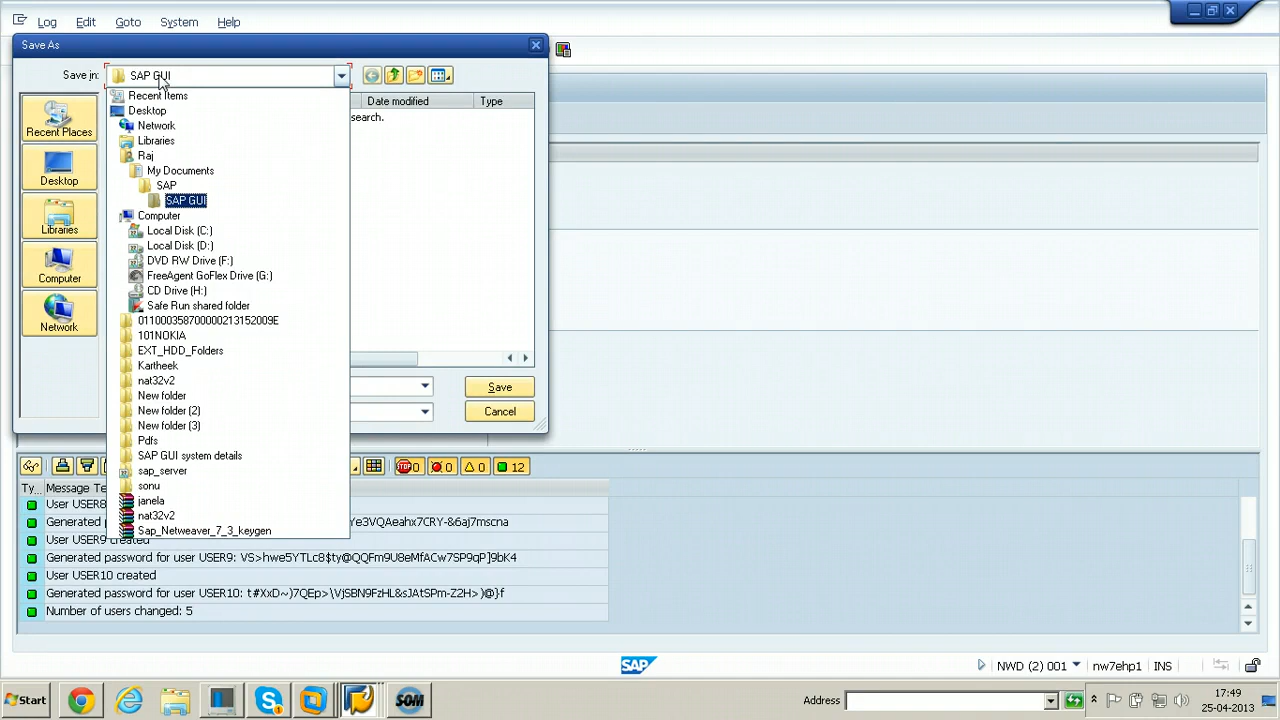 Log Edit Goto System Help
Save As
Save in: SAP GUI
Date modified Type
Recent Items
search.
Desktop
Network
Libraries
Raj
My Documents
SAP
SAP GUI
Computer
Local Disk (C:)
Local Disk (D:)
DVD RW Drive (F:)
FreeAgent GoFlex Drive (G:)
CD Drive (H:)
Safe Run shared folder
011000358700000213152009E
101NOKIA
EXT_HDD_Folders
Kartheek
nat32v2
New folder
New folder (2)
New folder (3)
Pdfs
SAP GUI system details
sap_server
sonu
janela
nat32v2
Sap_Netweaver_7_3_keygen
Recent Places
Desktop
Libraries
Computer
Network
Save
Cancel
STOP 0 0 0 12
Ty... Message Te
User USER8
Generated p Ye3VQAeahx7CRY-&6aj7mscna
User USER9 created
Generated password for user USER9: VS>hwe5YTLc8$ty@QQFm9U8eMfACw7SP9qP]9bK4
User USER10 created
Generated password for user USER10: t#XxD~)7QEp>\VjSBN9FzHL&sJAtSPm-Z2H>)@}f
Number of users changed: 5
SAP
NWD (2) 001 nw7ehp1 INS
Start
SOM
Address
17:49
25-04-2013